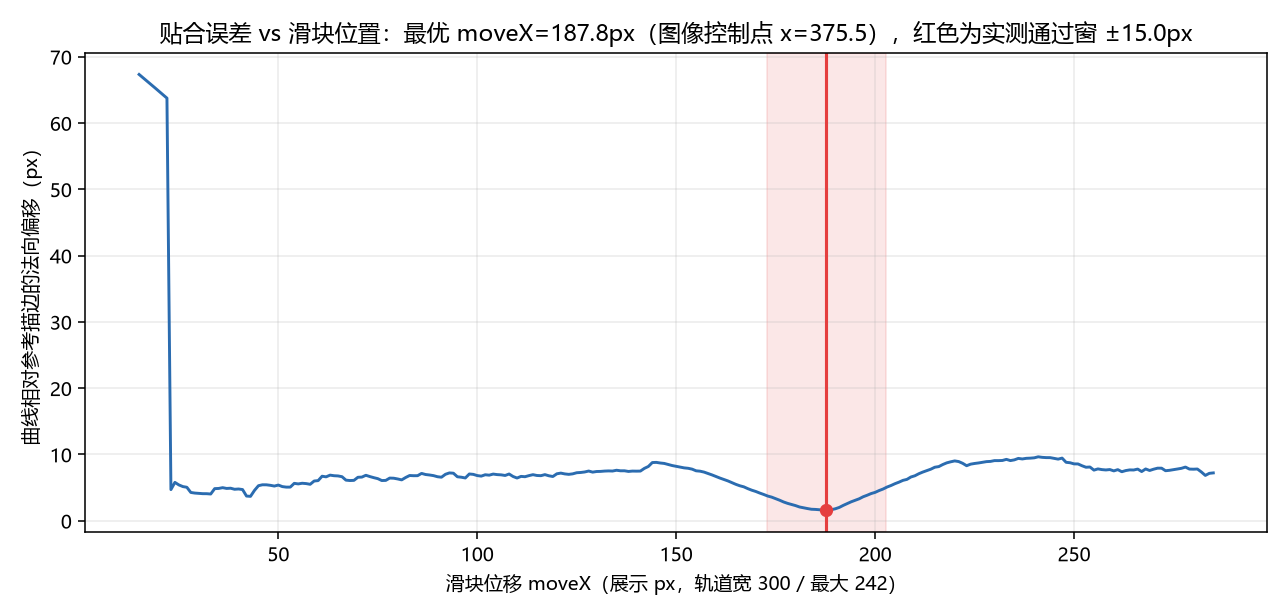 贴合误差 vs 滑块位置：最优 moveX=187.8px（图像控制点 x=375.5），红色为实测通过窗 ±15.0px
曲线相对参考描边的法向偏移（px）
70
60
50
40
30
20
10
0
50 100 150 200 250
滑块位移 moveX（展示 px，轨道宽 300 / 最大 242）